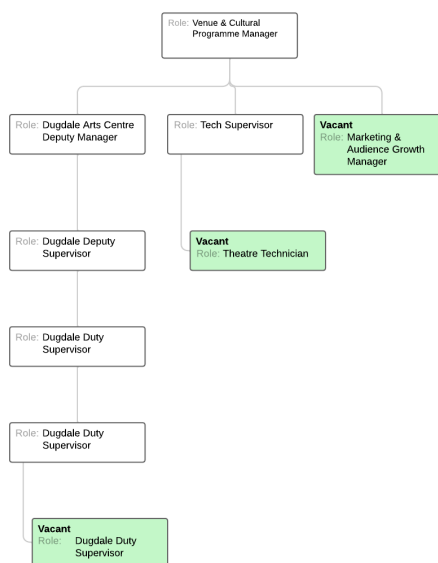 Role: Venue & Cultural
Programme Manager
Role: Dugdale Arts Centre
Deputy Manager
Role: Tech Supervisor
Vacant
Role: Marketing &
Audience Growth
Manager
Role: Dugdale Deputy
Supervisor
Vacant
Role: Theatre Technician
Role: Dugdale Duty
Supervisor
Role: Dugdale Duty
Supervisor
Vacant
Role: Dugdale Duty
Supervisor